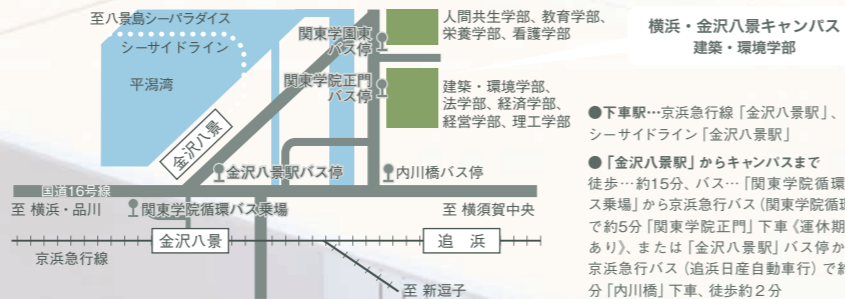 至八景島シーパラダイス
シーサイドライン
平潟湾
関東学園東
バス停
関東学院正門
バス停
人間共生学部、教育学部、
栄養学部、看護学部
建築・環境学部、
法学部、経済学部、
経営学部、理工学部
金沢八景
金沢八景駅バス停
内川橋バス停
国道16号線
至 横浜・品川
関東学院循環バス乗場
至 横須賀中央
金沢八景
追浜
京浜急行線
至 新逗子
横浜・金沢八景キャンパス
建築・環境学部
●下車駅…京浜急行線「金沢八景駅」、
シーサイドライン「金沢八景駅」
●「金沢八景駅」からキャンパスまで
徒歩…約15分、バス…「関東学院循環
ス乗場」から京浜急行バス（関東学院循環
で約5分「関東学院正門」下車《運休期
あり》、または「金沢八景駅」バス停か
京浜急行バス（追浜日産自動車行）で約
分「内川橋」下車、徒歩約２分